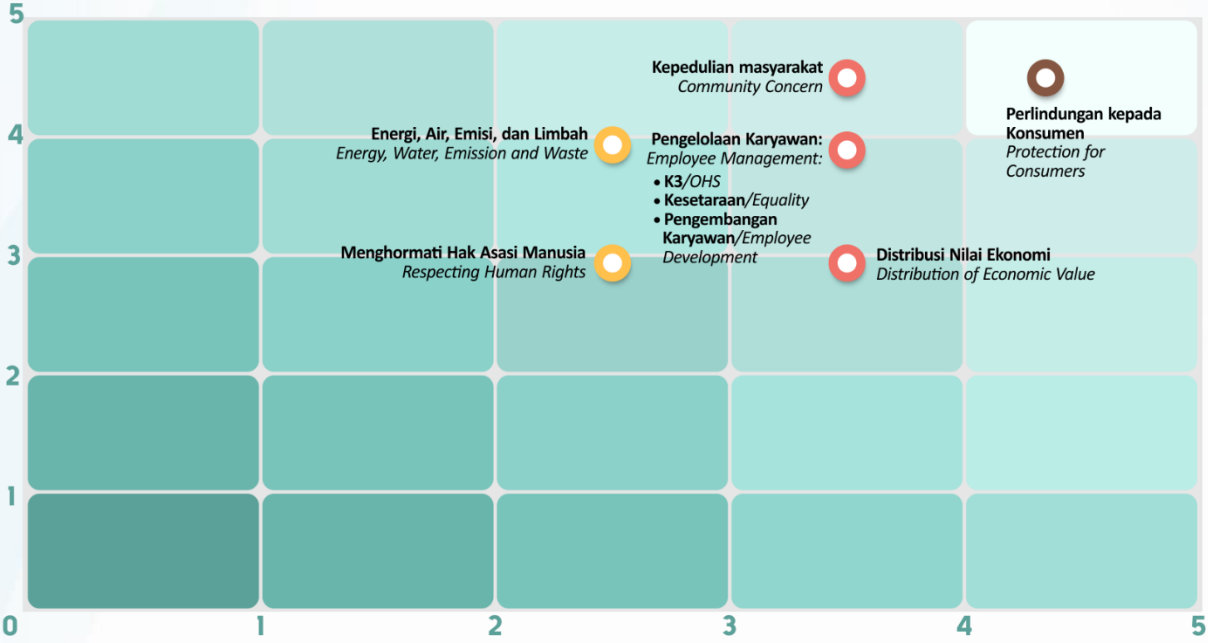 5
Kepedulian masyarakat
Community Concern
Perlindungan kepada
Konsumen
Protection for
Consumers
4
Energi, Air, Emisi, dan Limbah
Energy, Water, Emission and Waste
Pengelolaan Karyawan:
Employee Management:
• K3/OHS
• Kesetaraan/Equality
• Pengembangan
Karyawan/Employee
Development
3
Menghormati Hak Asasi Manusia
Respecting Human Rights
Distribusi Nilai Ekonomi
Distribution of Economic Value
2
1
0 1 2 3 4 5